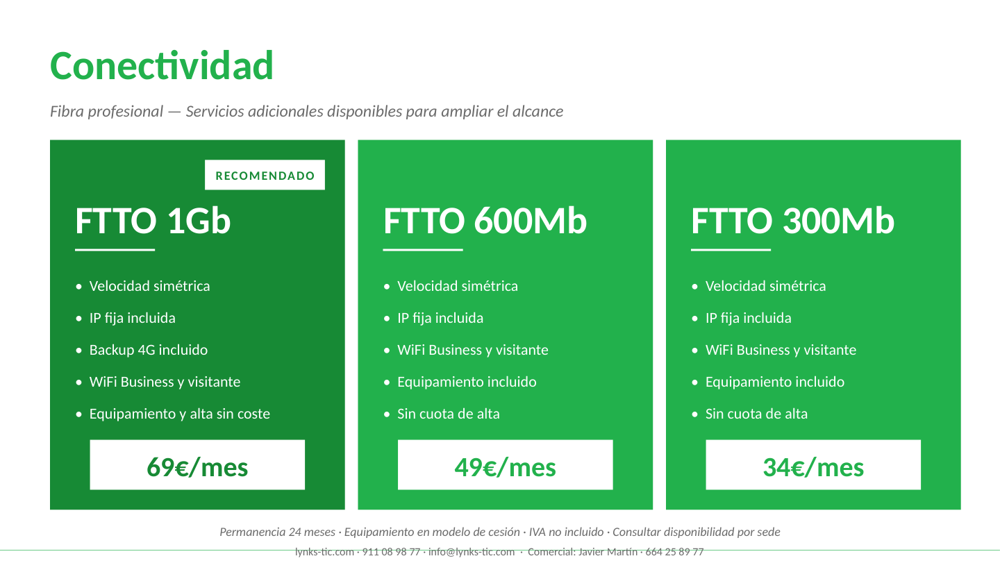 Conectividad
Fibra profesional — Servicios adicionales disponibles para ampliar el alcance
RECOMENDADO
FTTO 1Gb
• Velocidad simétrica
• IP fija incluida
• Backup 4G incluido
• WiFi Business y visitante
• Equipamiento y alta sin coste
69€/mes
FTTO 600Mb
• Velocidad simétrica
• IP fija incluida
• WiFi Business y visitante
• Equipamiento incluido
• Sin cuota de alta
49€/mes
FTTO 300Mb
• Velocidad simétrica
• IP fija incluida
• WiFi Business y visitante
• Equipamiento incluido
• Sin cuota de alta
34€/mes
Permanencia 24 meses · Equipamiento en modelo de cesión · IVA no incluido · Consultar disponibilidad por sede
lynks-tic.com · 911 08 98 77 · info@lynks-tic.com · Comercial: Javier Martín · 664 25 89 77